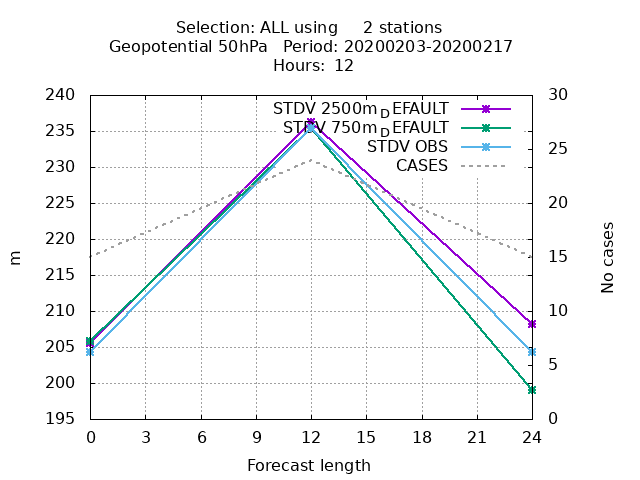 Selection: ALL using     2 stations
Geopotential 50hPa   Period: 20200203-20200217
Hours: 12
STDV 2500m_DEFAULT
STDV 750m_DEFAULT
STDV OBS
CASES
240
235
230
225
220
215
210
205
200
195
m
30
25
20
15
10
5
0
No cases
0 3 6 9 12 15 18 21 24
Forecast length